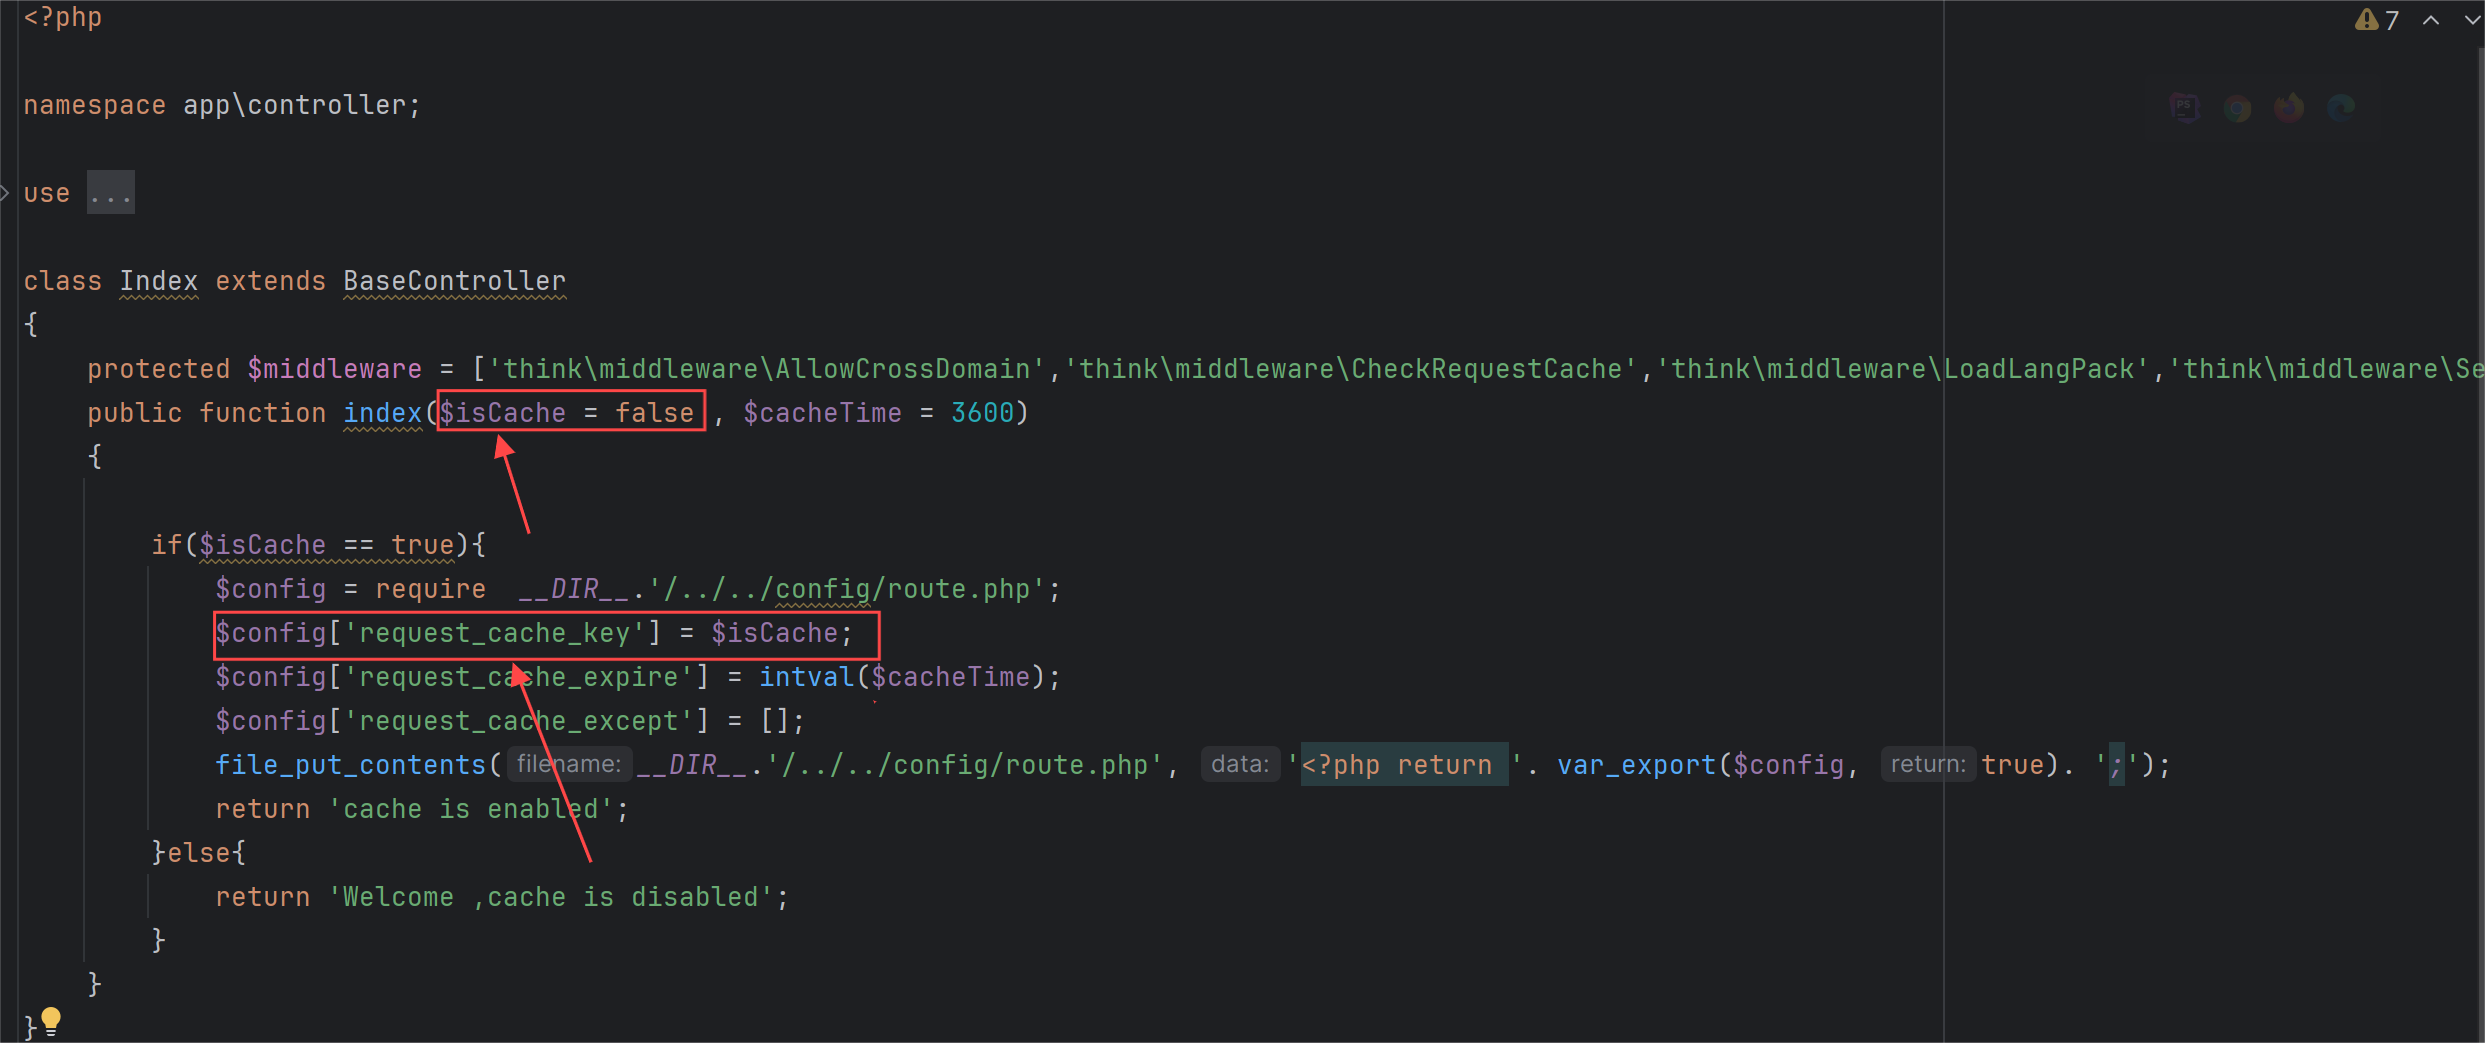 <?php
7
namespace app\controller;
PS
use ...
class Index extends BaseController
{
protected $middleware = ['think\middleware\AllowCrossDomain','think\middleware\CheckRequestCache','think\middleware\LoadLangPack','think\middleware\Se
public function index($isCache = false , $cacheTime = 3600)
{
if($isCache == true){
$config = require  __DIR__.'/../../config/route.php';
$config['request_cache_key'] = $isCache;
$config['request_cache_expire'] = intval($cacheTime);
$config['request_cache_except'] = [];
file_put_contents( filename: __DIR__.'/../../config/route.php', data: '<?php return '. var_export($config, return: true). ';');
return 'cache is enabled';
}else{
return 'Welcome ,cache is disabled';
}
}
}